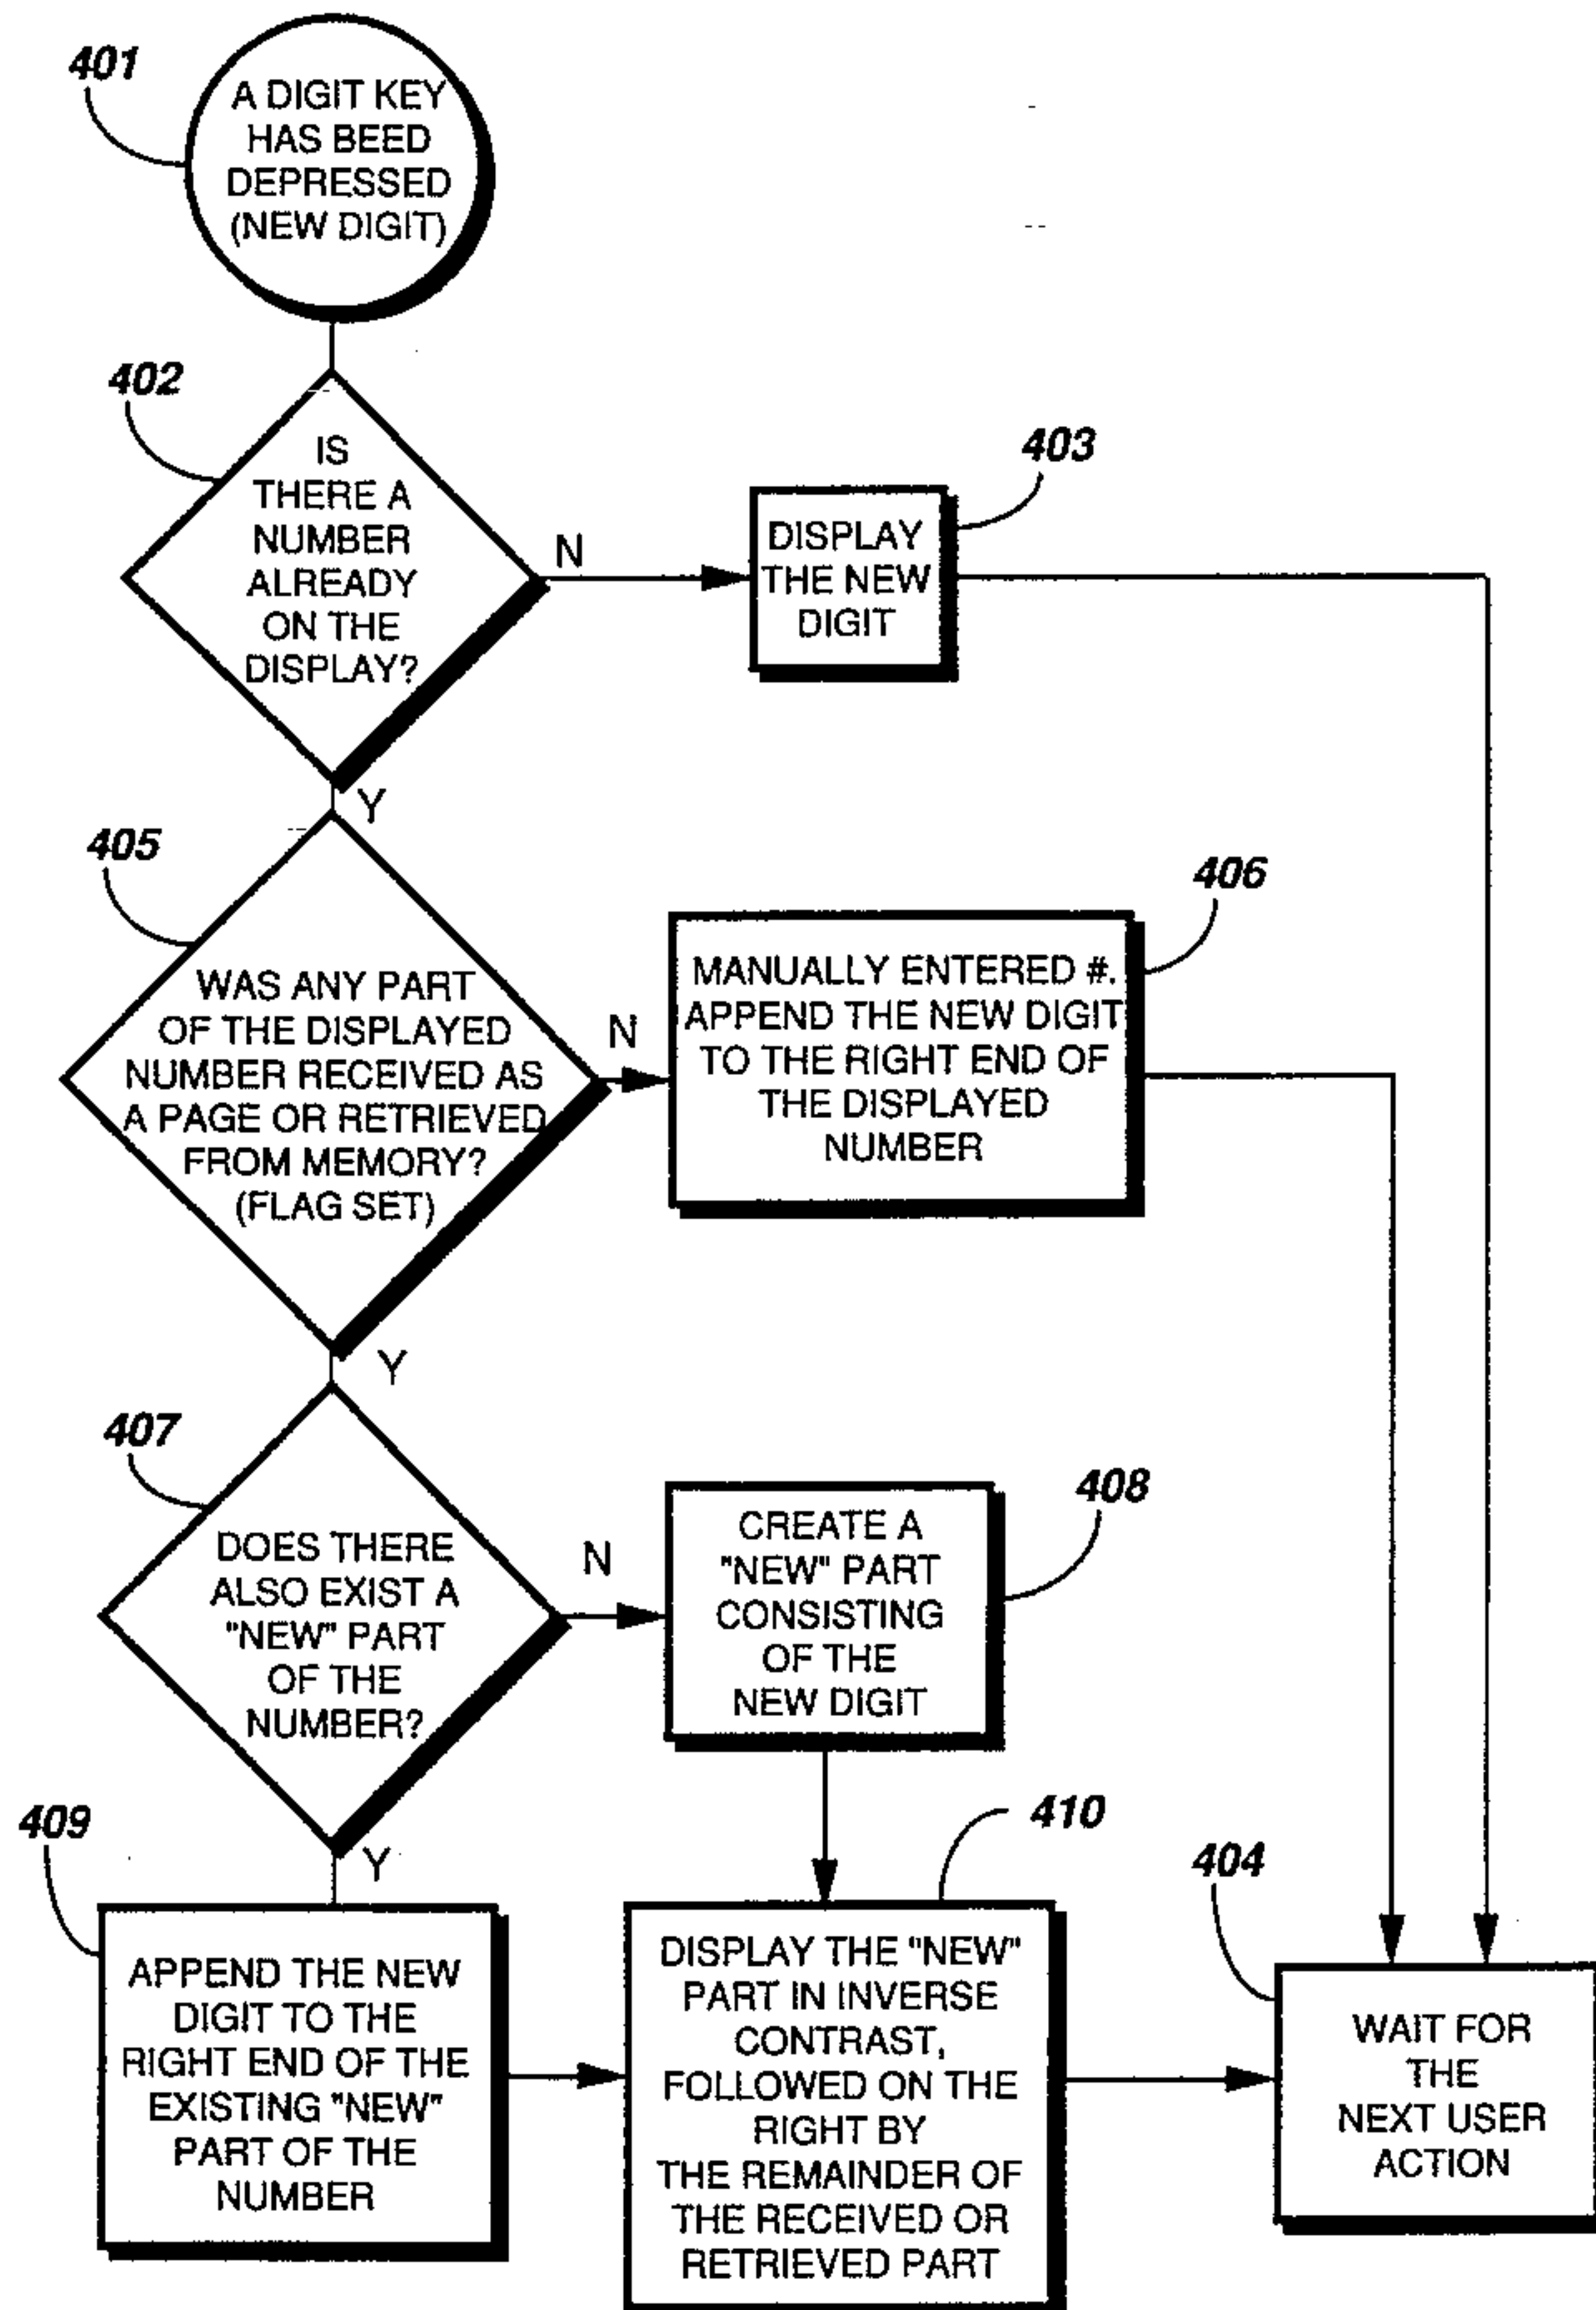 401
A DIGIT KEY
HAS BEED
DEPRESSED
(NEW DIGIT)
402
IS
THERE A
NUMBER
ALREADY
ON THE
DISPLAY?
N
403
DISPLAY
THE NEW
DIGIT
Y
405
WAS ANY PART
OF THE DISPLAYED
NUMBER RECEIVED AS
A PAGE OR RETRIEVED
FROM MEMORY?
(FLAG SET)
N
406
MANUALLY ENTERED #.
APPEND THE NEW DIGIT
TO THE RIGHT END OF
THE DISPLAYED
NUMBER
Y
407
DOES THERE
ALSO EXIST A
"NEW" PART
OF THE
NUMBER?
N
408
CREATE A
"NEW" PART
CONSISTING
OF THE
NEW DIGIT
Y
409
APPEND THE NEW
DIGIT TO THE
RIGHT END OF THE
EXISTING "NEW"
PART OF THE
NUMBER
410
DISPLAY THE "NEW"
PART IN INVERSE
CONTRAST,
FOLLOWED ON THE
RIGHT BY
THE REMAINDER OF
THE RECEIVED OR
RETRIEVED PART
404
WAIT FOR
THE
NEXT USER
ACTION